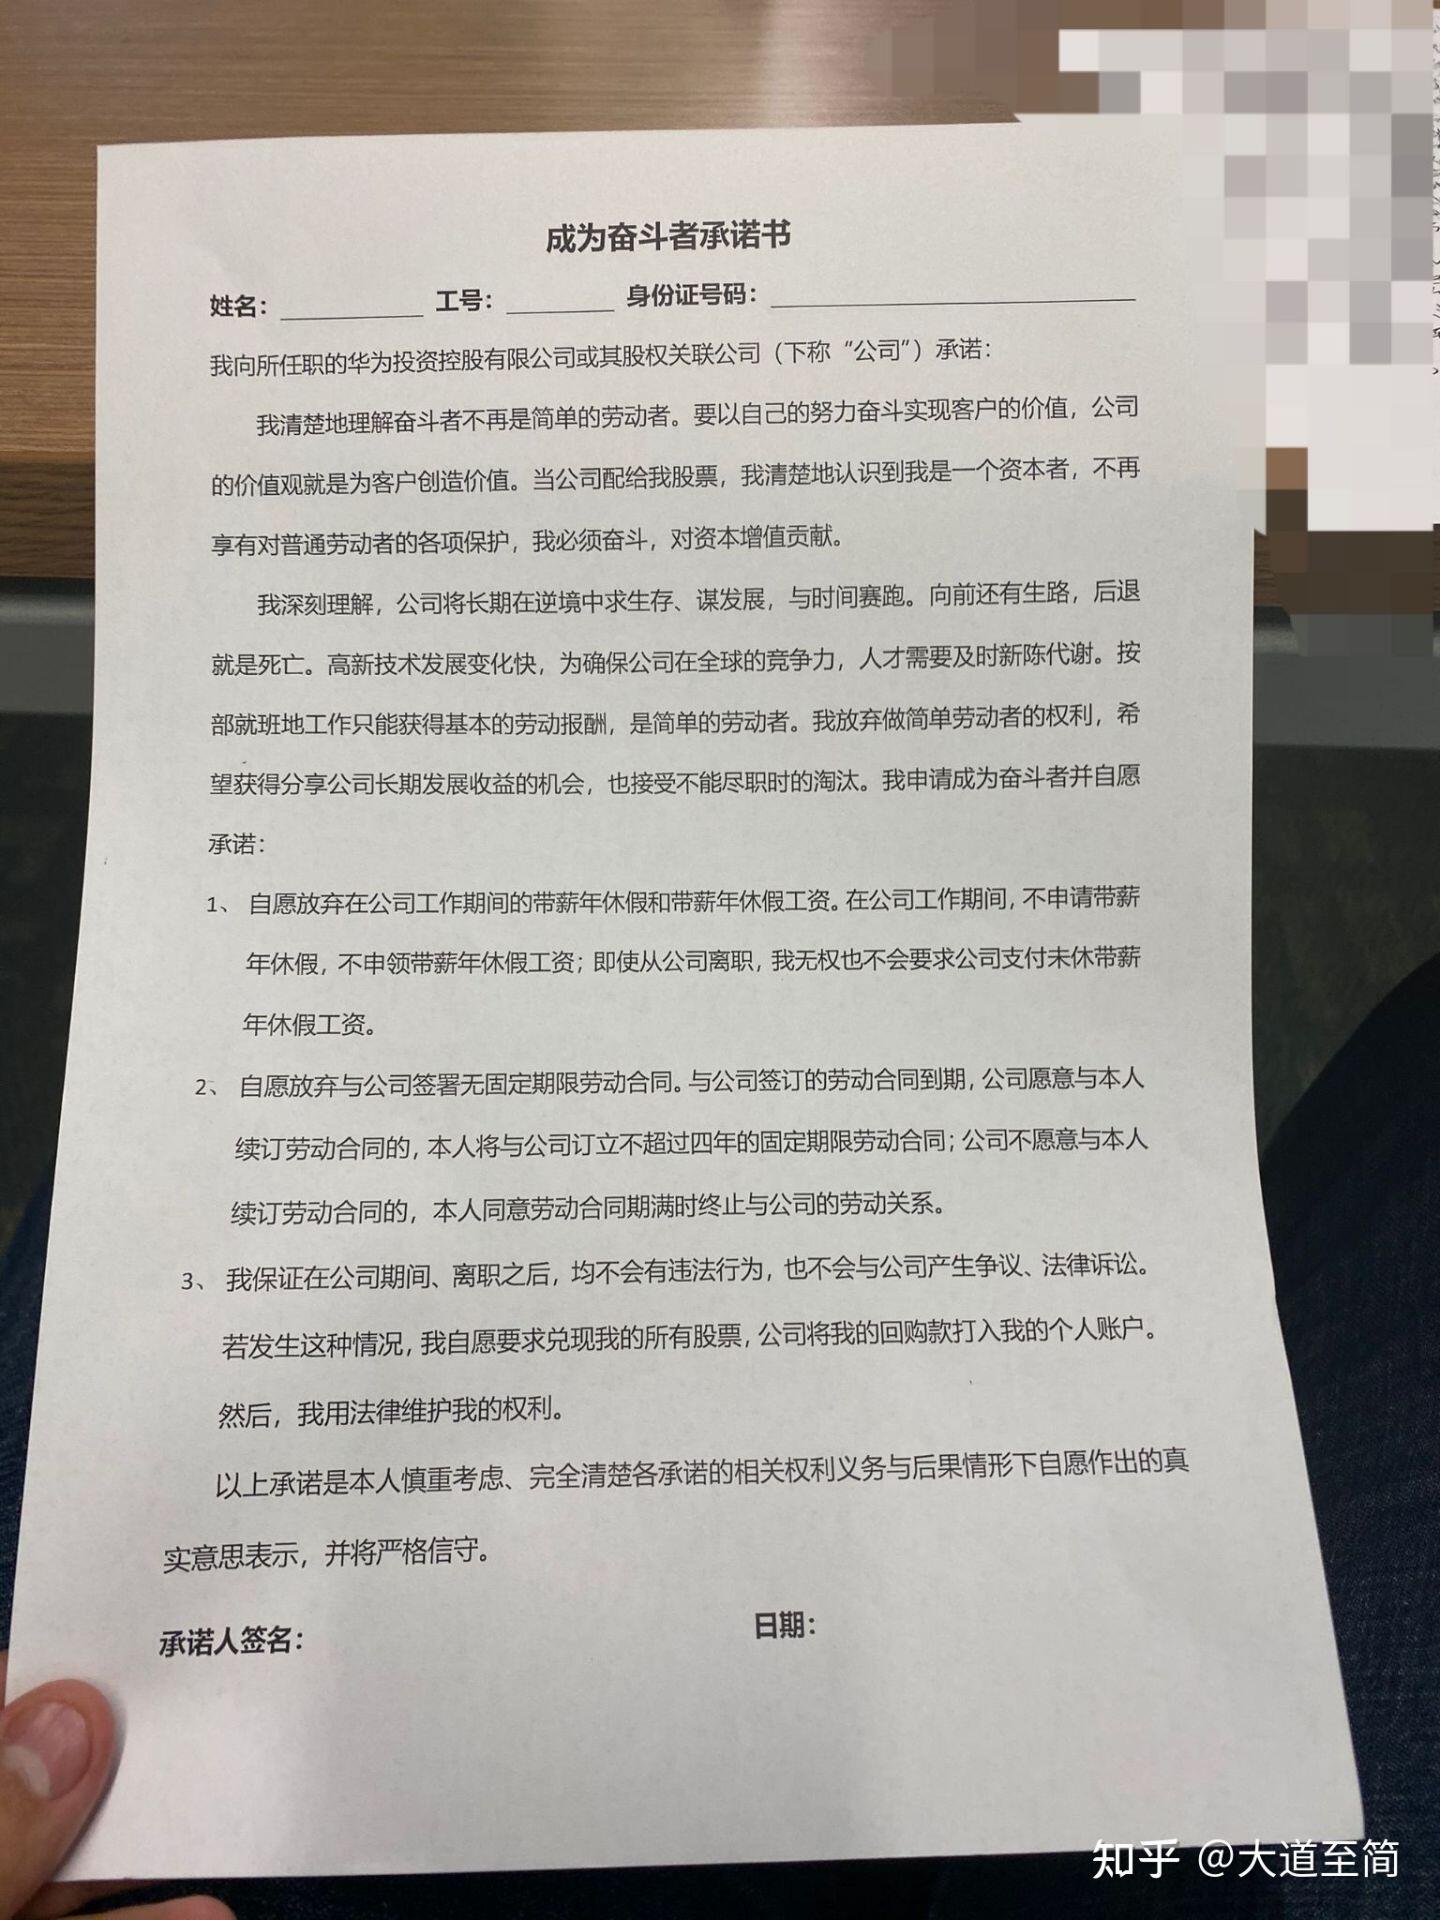 成为奋斗者承诺书
姓名：__________ 工号：________ 身份证号码：__________________________
我向所任职的华为投资控股有限公司或其股权关联公司（下称“公司”）承诺：
我清楚地理解奋斗者不再是简单的劳动者。要以自己的努力奋斗实现客户的价值，公司
的价值观就是为客户创造价值。当公司配给我股票，我清楚地认识到我是一个资本者，不再
享有对普通劳动者的各项保护，我必须奋斗，对资本增值贡献。
我深刻理解，公司将长期在逆境中求生存、谋发展，与时间赛跑。向前还有生路，后退
就是死亡。高新技术发展变化快，为确保公司在全球的竞争力，人才需要及时新陈代谢。按
部就班地工作只能获得基本的劳动报酬，是简单的劳动者。我放弃做简单劳动者的权利，希
望获得分享公司长期发展收益的机会，也接受不能尽职时的淘汰。我申请成为奋斗者并自愿
承诺：
1、 自愿放弃在公司工作期间的带薪年休假和带薪年休假工资。在公司工作期间，不申请带薪
年休假，不申领带薪年休假工资；即使从公司离职，我无权也不会要求公司支付未休带薪
年休假工资。
2、 自愿放弃与公司签署无固定期限劳动合同。与公司签订的劳动合同到期，公司愿意与本人
续订劳动合同的，本人将与公司订立不超过四年的固定期限劳动合同；公司不愿意与本人
续订劳动合同的，本人同意劳动合同期满时终止与公司的劳动关系。
3、 我保证在公司期间、离职之后，均不会有违法行为，也不会与公司产生争议、法律诉讼。
若发生这种情况，我自愿要求兑现我的所有股票，公司将我的回购款打入我的个人账户。
然后，我用法律维护我的权利。
以上承诺是本人慎重考虑、完全清楚各承诺的相关权利义务与后果情形下自愿作出的真
实意思表示，并将严格信守。
承诺人签名： 日期：
知乎 @大道至简